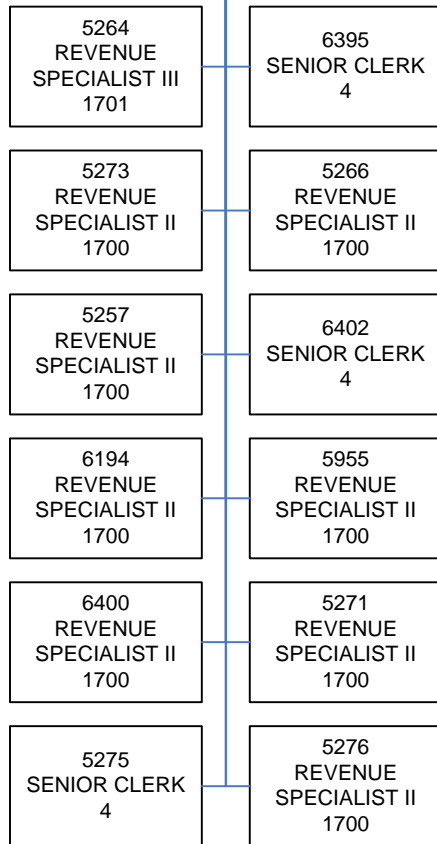 5264
REVENUE
SPECIALIST III
1701
6395
SENIOR CLERK
4
5273
REVENUE
SPECIALIST II
1700
5266
REVENUE
SPECIALIST II
1700
5257
REVENUE
SPECIALIST II
1700
6402
SENIOR CLERK
4
6194
REVENUE
SPECIALIST II
1700
5955
REVENUE
SPECIALIST II
1700
6400
REVENUE
SPECIALIST II
1700
5271
REVENUE
SPECIALIST II
1700
5275
SENIOR CLERK
4
5276
REVENUE
SPECIALIST II
1700